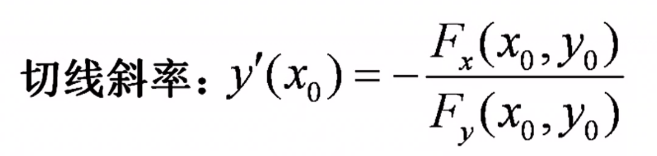 切线斜率：y′(x₀) = −Fₓ(x₀, y₀) / F_y(x₀, y₀)